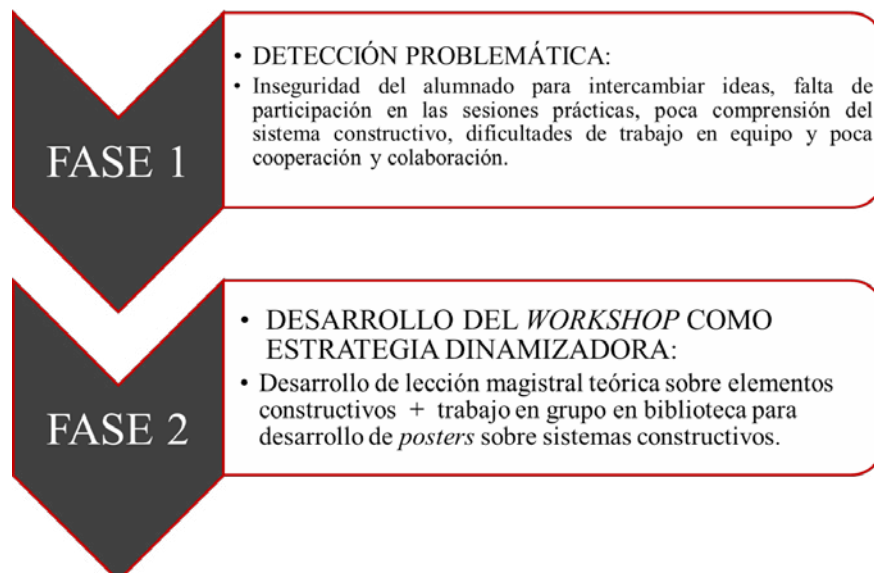 FASE 1
• DETECCIÓN PROBLEMÁTICA:
• Inseguridad del alumnado para intercambiar ideas, falta de
participación en las sesiones prácticas, poca comprensión del
sistema constructivo, dificultades de trabajo en equipo y poca
cooperación y colaboración.
FASE 2
• DESARROLLO DEL WORKSHOP COMO
ESTRATEGIA DINAMIZADORA:
• Desarrollo de lección magistral teórica sobre elementos
constructivos + trabajo en grupo en biblioteca para
desarrollo de posters sobre sistemas constructivos.